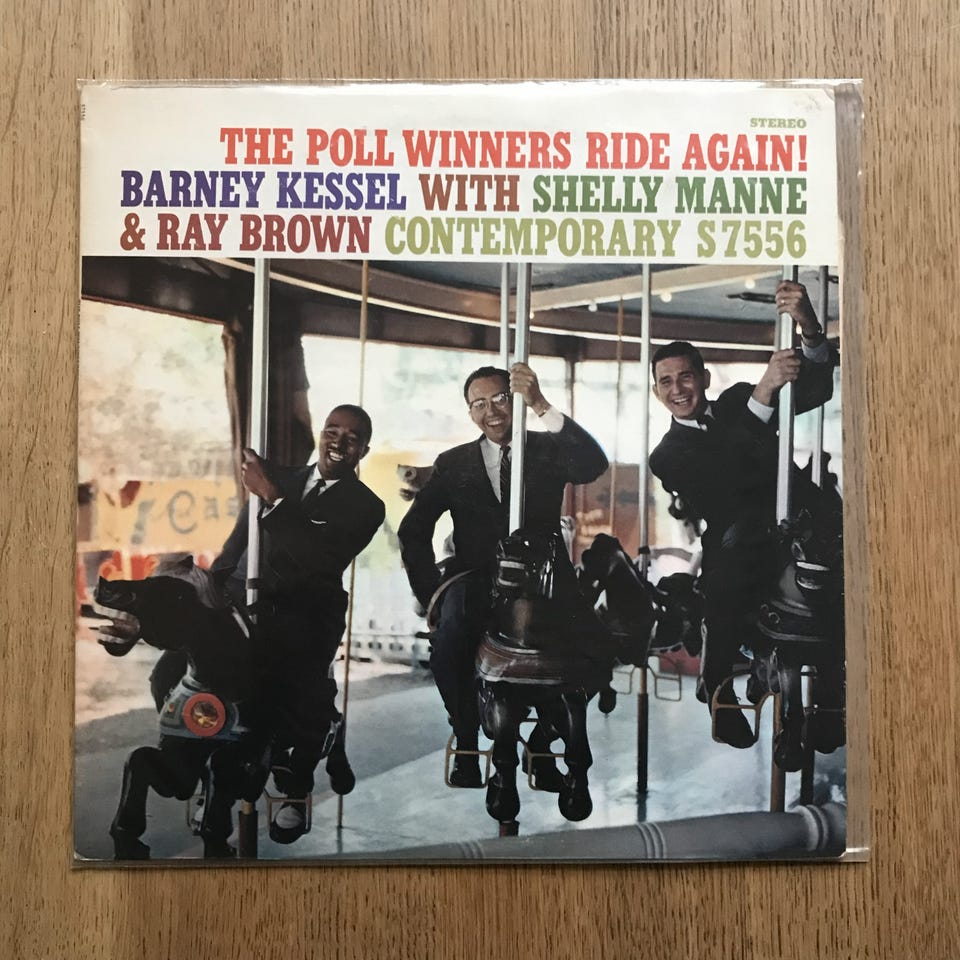 STEREO
THE POLL WINNERS RIDE AGAIN!
BARNEY KESSEL WITH SHELLY MANNE
& RAY BROWN CONTEMPORARY S7556